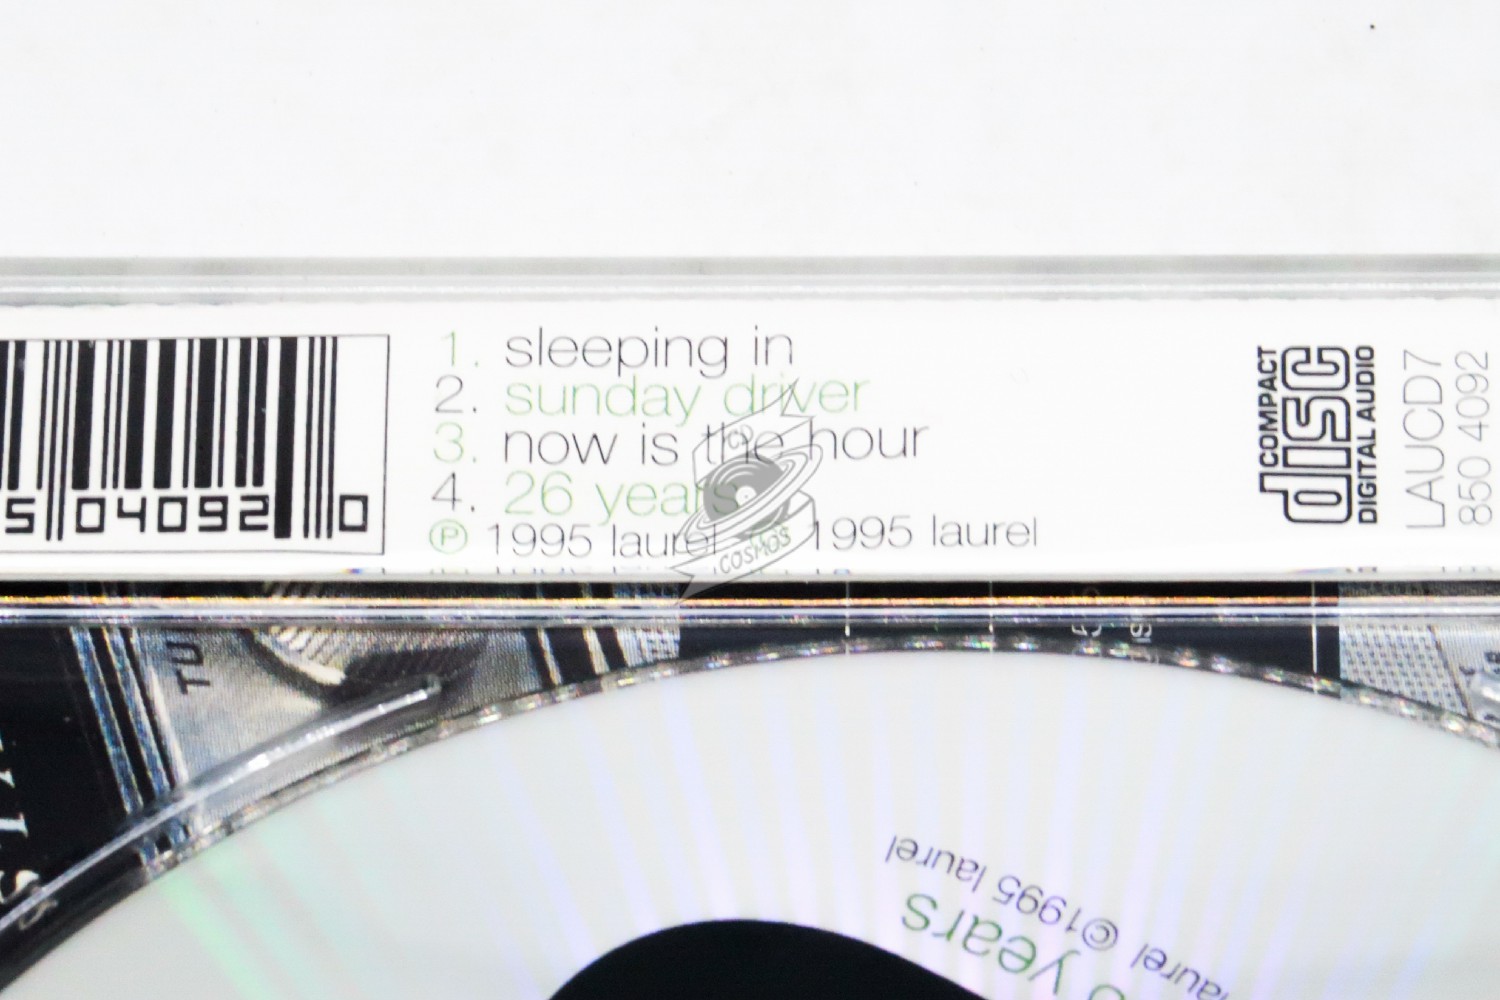 1. sleeping in
2. sunday driver
3. now is the hour
4. 26 years
℗ 1995 laurel © 1995 laurel
04092 0
COMPACT
disc
DIGITAL AUDIO
LAUCD7
850 4092
CD
COSMOS
TU
years
laurel ©1995 laurel